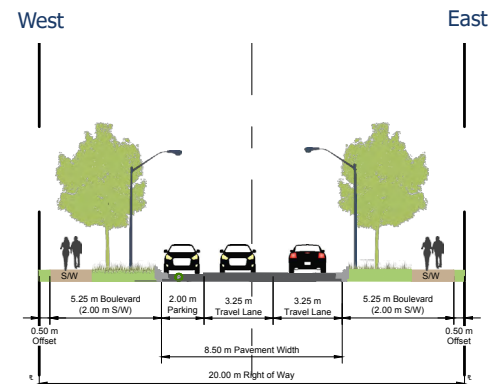 West
East
S/W
P
S/W
5.25 m Boulevard
(2.00 m S/W)
2.00 m
Parking
3.25 m
Travel Lane
3.25 m
Travel Lane
5.25 m Boulevard
(2.00 m S/W)
0.50 m
Offset
0.50 m
Offset
8.50 m Pavement Width
20.00 m Right of Way